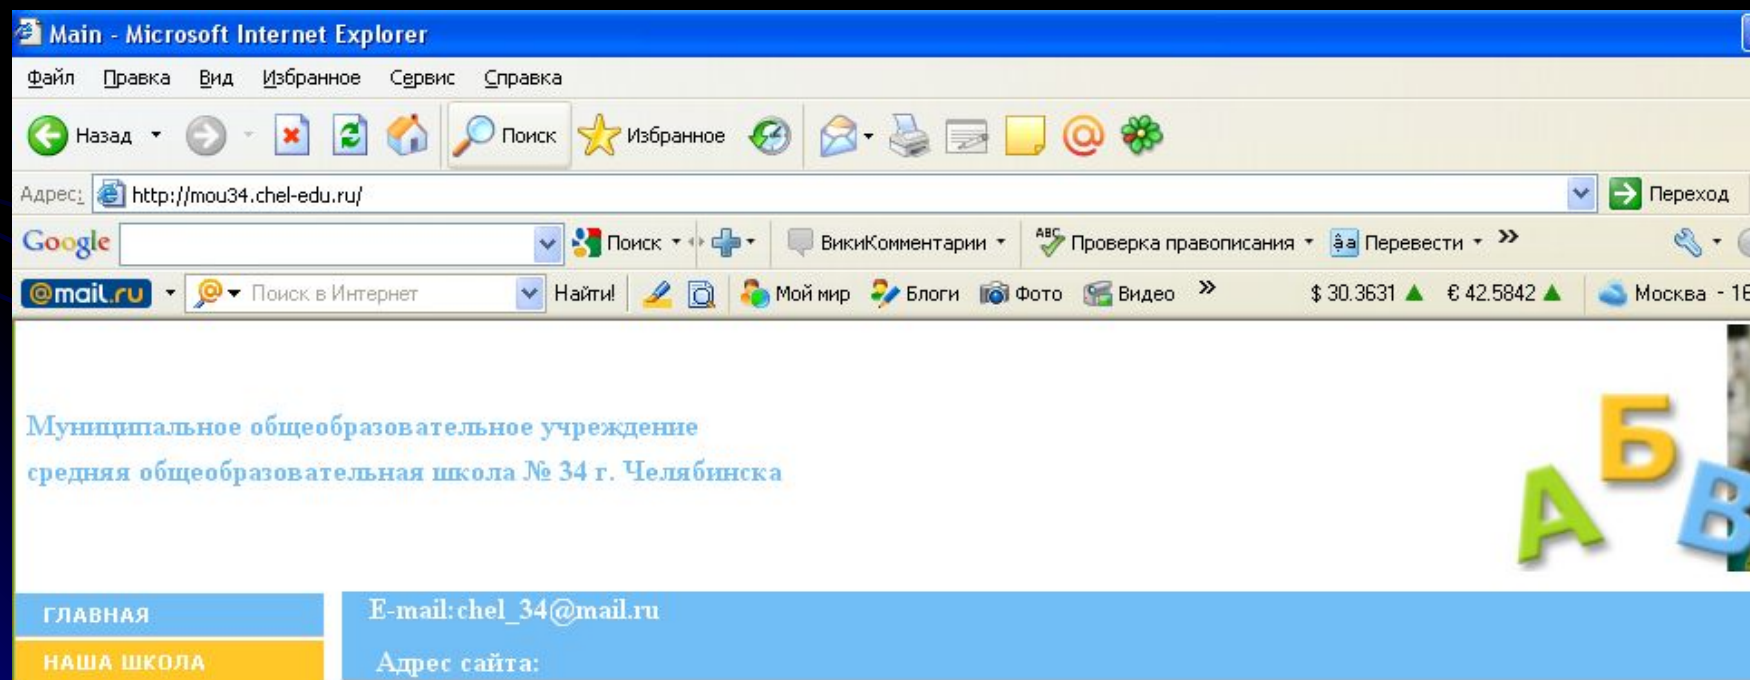 Main - Microsoft Internet Explorer
Файл Правка Вид Избранное Сервис Справка
Назад Поиск Избранное
Адрес: http://mou34.chel-edu.ru/ Переход
Google Поиск ВикиКомментарии ABC Проверка правописания âa Перевести »
@mail.ru Поиск в Интернет Найти! Мой мир Блоги Фото Видео » $ 30.3631 ▲ € 42.5842 ▲ Москва - 16
Муниципальное общеобразовательное учреждение
средняя общеобразовательная школа № 34 г. Челябинска
А Б В
ГЛАВНАЯ E-mail:chel_34@mail.ru
НАША ШКОЛА Адрес сайта: